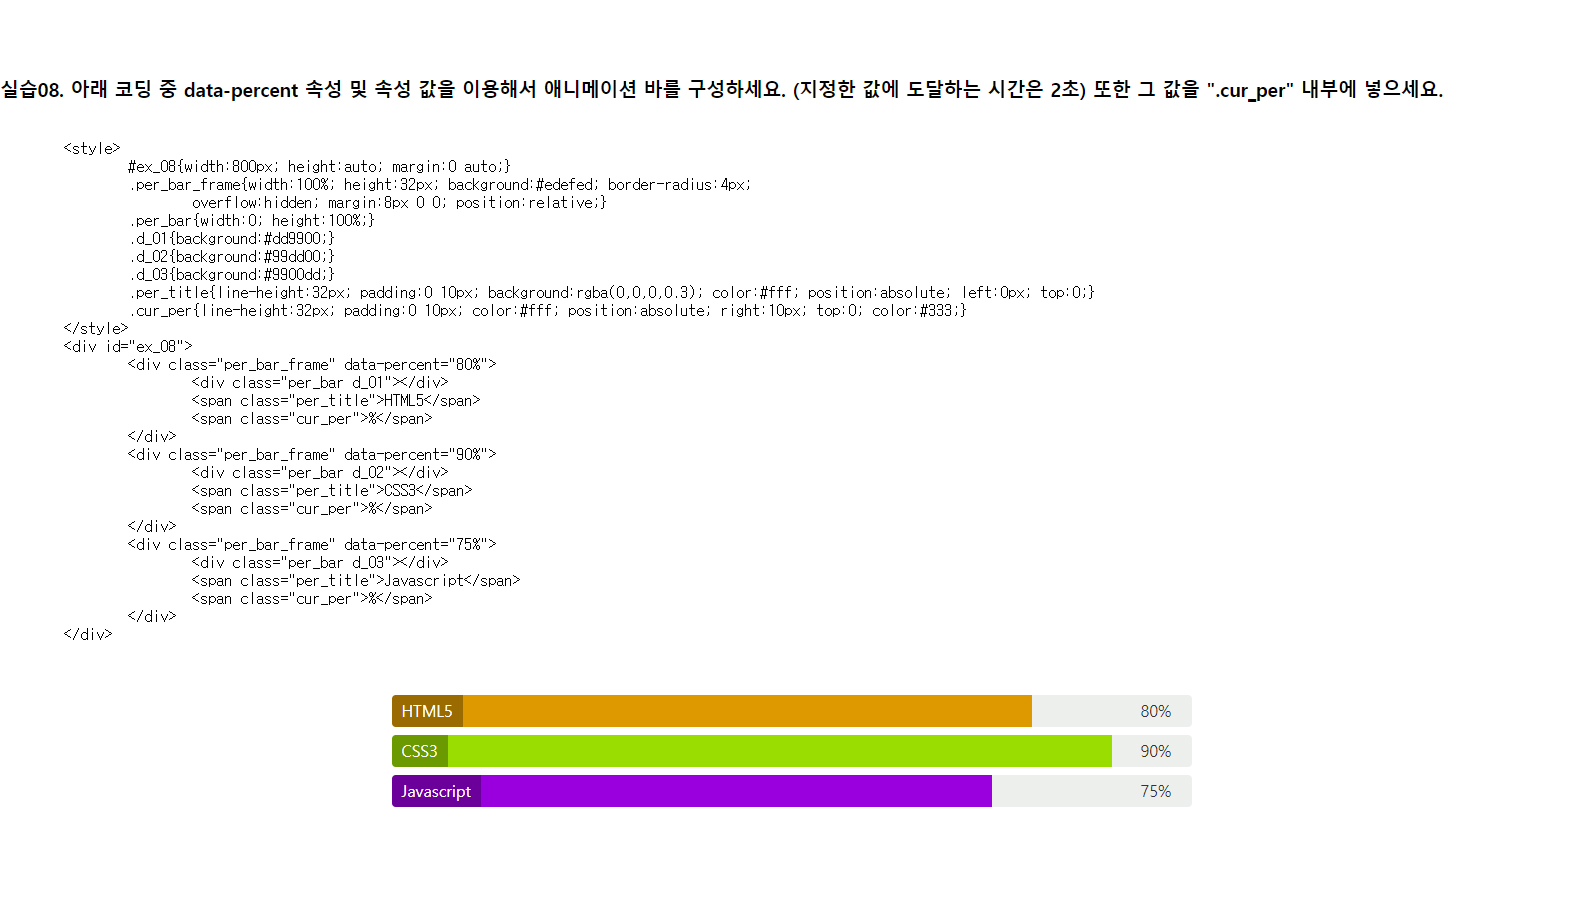 실습08. 아래 코딩 중 data-percent 속성 및 속성 값을 이용해서 애니메이션 바를 구성하세요. (지정한 값에 도달하는 시간은 2초) 또한 그 값을 ".cur_per" 내부에 넣으세요.
<style>
#ex_08{width:800px; height:auto; margin:0 auto;}
.per_bar_frame{width:100%; height:32px; background:#edefed; border-radius:4px;
overflow:hidden; margin:8px 0 0; position:relative;}
.per_bar{width:0; height:100%;}
.d_01{background:#dd9900;}
.d_02{background:#99dd00;}
.d_03{background:#9900dd;}
.per_title{line-height:32px; padding:0 10px; background:rgba(0,0,0,0.3); color:#fff; position:absolute; left:0px; top:0;}
.cur_per{line-height:32px; padding:0 10px; color:#fff; position:absolute; right:10px; top:0; color:#333;}
</style>
<div id="ex_08">
<div class="per_bar_frame" data-percent="80%">
<div class="per_bar d_01"></div>
<span class="per_title">HTML5</span>
<span class="cur_per">%</span>
</div>
<div class="per_bar_frame" data-percent="90%">
<div class="per_bar d_02"></div>
<span class="per_title">CSS3</span>
<span class="cur_per">%</span>
</div>
<div class="per_bar_frame" data-percent="75%">
<div class="per_bar d_03"></div>
<span class="per_title">Javascript</span>
<span class="cur_per">%</span>
</div>
</div>
HTML5 80%
CSS3 90%
Javascript 75%